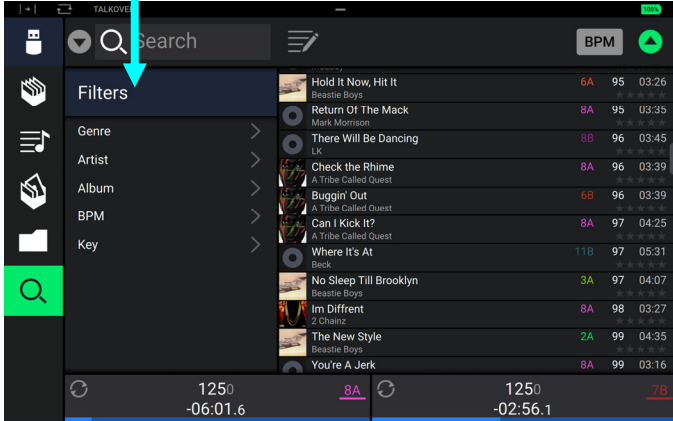 TALKOVE
100%
Search
BPM
Filters
Genre
Artist
Album
BPM
Key
Hold It Now, Hit It 6A 95 03:26
Beastie Boys
Return Of The Mack 8A 95 03:35
Mark Morrison
There Will Be Dancing 8B 96 03:45
LK
Check the Rhime 8A 96 03:39
A Tribe Called Quest
Buggin' Out 6B 96 03:39
A Tribe Called Quest
Can I Kick It? 8A 97 04:25
A Tribe Called Quest
Where It's At 11B 97 05:31
Beck
No Sleep Till Brooklyn 3A 97 04:07
Beastie Boys
Im Diffrent 8A 98 03:27
2 Chainz
The New Style 2A 99 04:35
Beastie Boys
You're A Jerk 8A 99 03:16
1250 8A
-06:01.6
1250 7B
-02:56.1